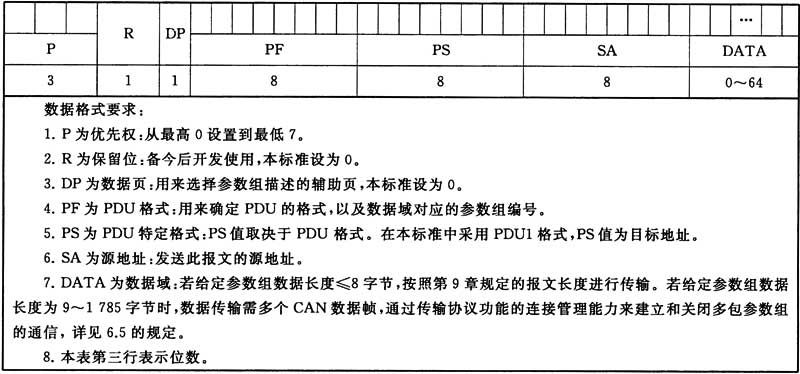 …
P R DP PF PS SA DATA
3 1 1 8 8 8 0～64
数据格式要求：
1. P 为优先权：从最高 0 设置到最低 7。
2. R 为保留位：备今后开发使用，本标准设为 0。
3. DP 为数据页：用来选择参数组描述的辅助页，本标准设为 0。
4. PF 为 PDU 格式：用来确定 PDU 的格式，以及数据域对应的参数组编号。
5. PS 为 PDU 特定格式：PS 值取决于 PDU 格式。在本标准中采用 PDU1 格式，PS 值为目标地址。
6. SA 为源地址：发送此报文的源地址。
7. DATA 为数据域：若给定参数组数据长度≤8 字节，按照第 9 章规定的报文长度进行传输。若给定参数组数据
长度为 9～1 785 字节时，数据传输需多个 CAN 数据帧，通过传输协议功能的连接管理能力来建立和关闭多包参数组
的通信，详见 6.5 的规定。
8. 本表第三行表示位数。